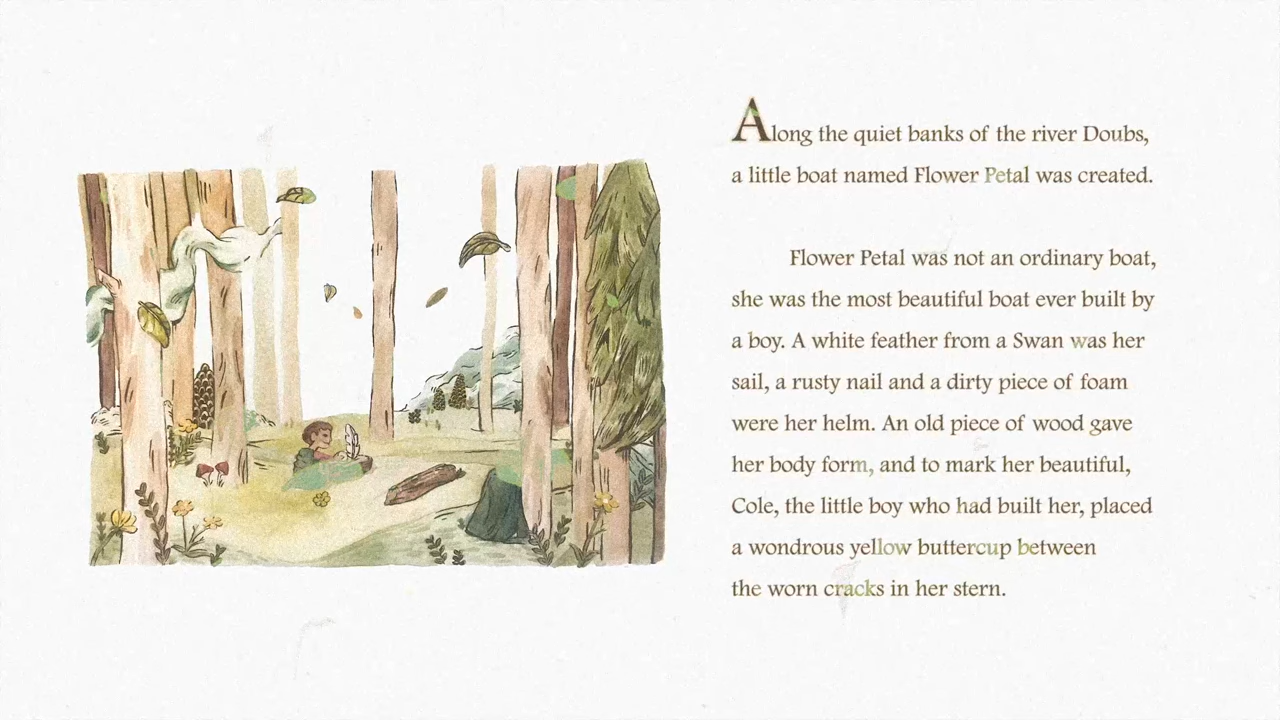 Along the quiet banks of the river Doubs,
a little boat named Flower Petal was created.
Flower Petal was not an ordinary boat,
she was the most beautiful boat ever built by
a boy. A white feather from a Swan was her
sail, a rusty nail and a dirty piece of foam
were her helm. An old piece of wood gave
her body form, and to mark her beautiful,
Cole, the little boy who had built her, placed
a wondrous yellow buttercup between
the worn cracks in her stern.